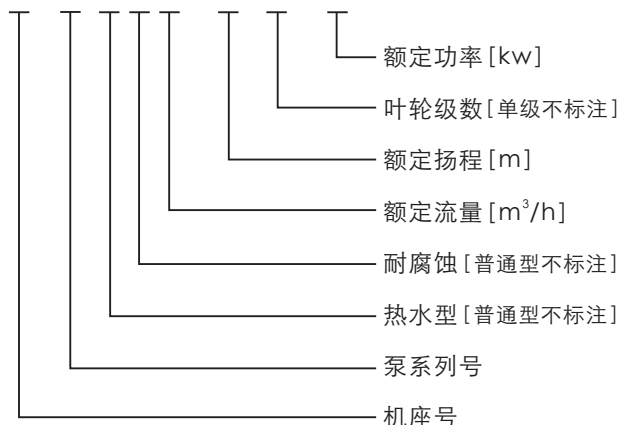 额定功率[kw]
叶轮级数[单级不标注]
额定扬程[m]
额定流量[m³/h]
耐腐蚀[普通型不标注]
热水型[普通型不标注]
泵系列号
机座号